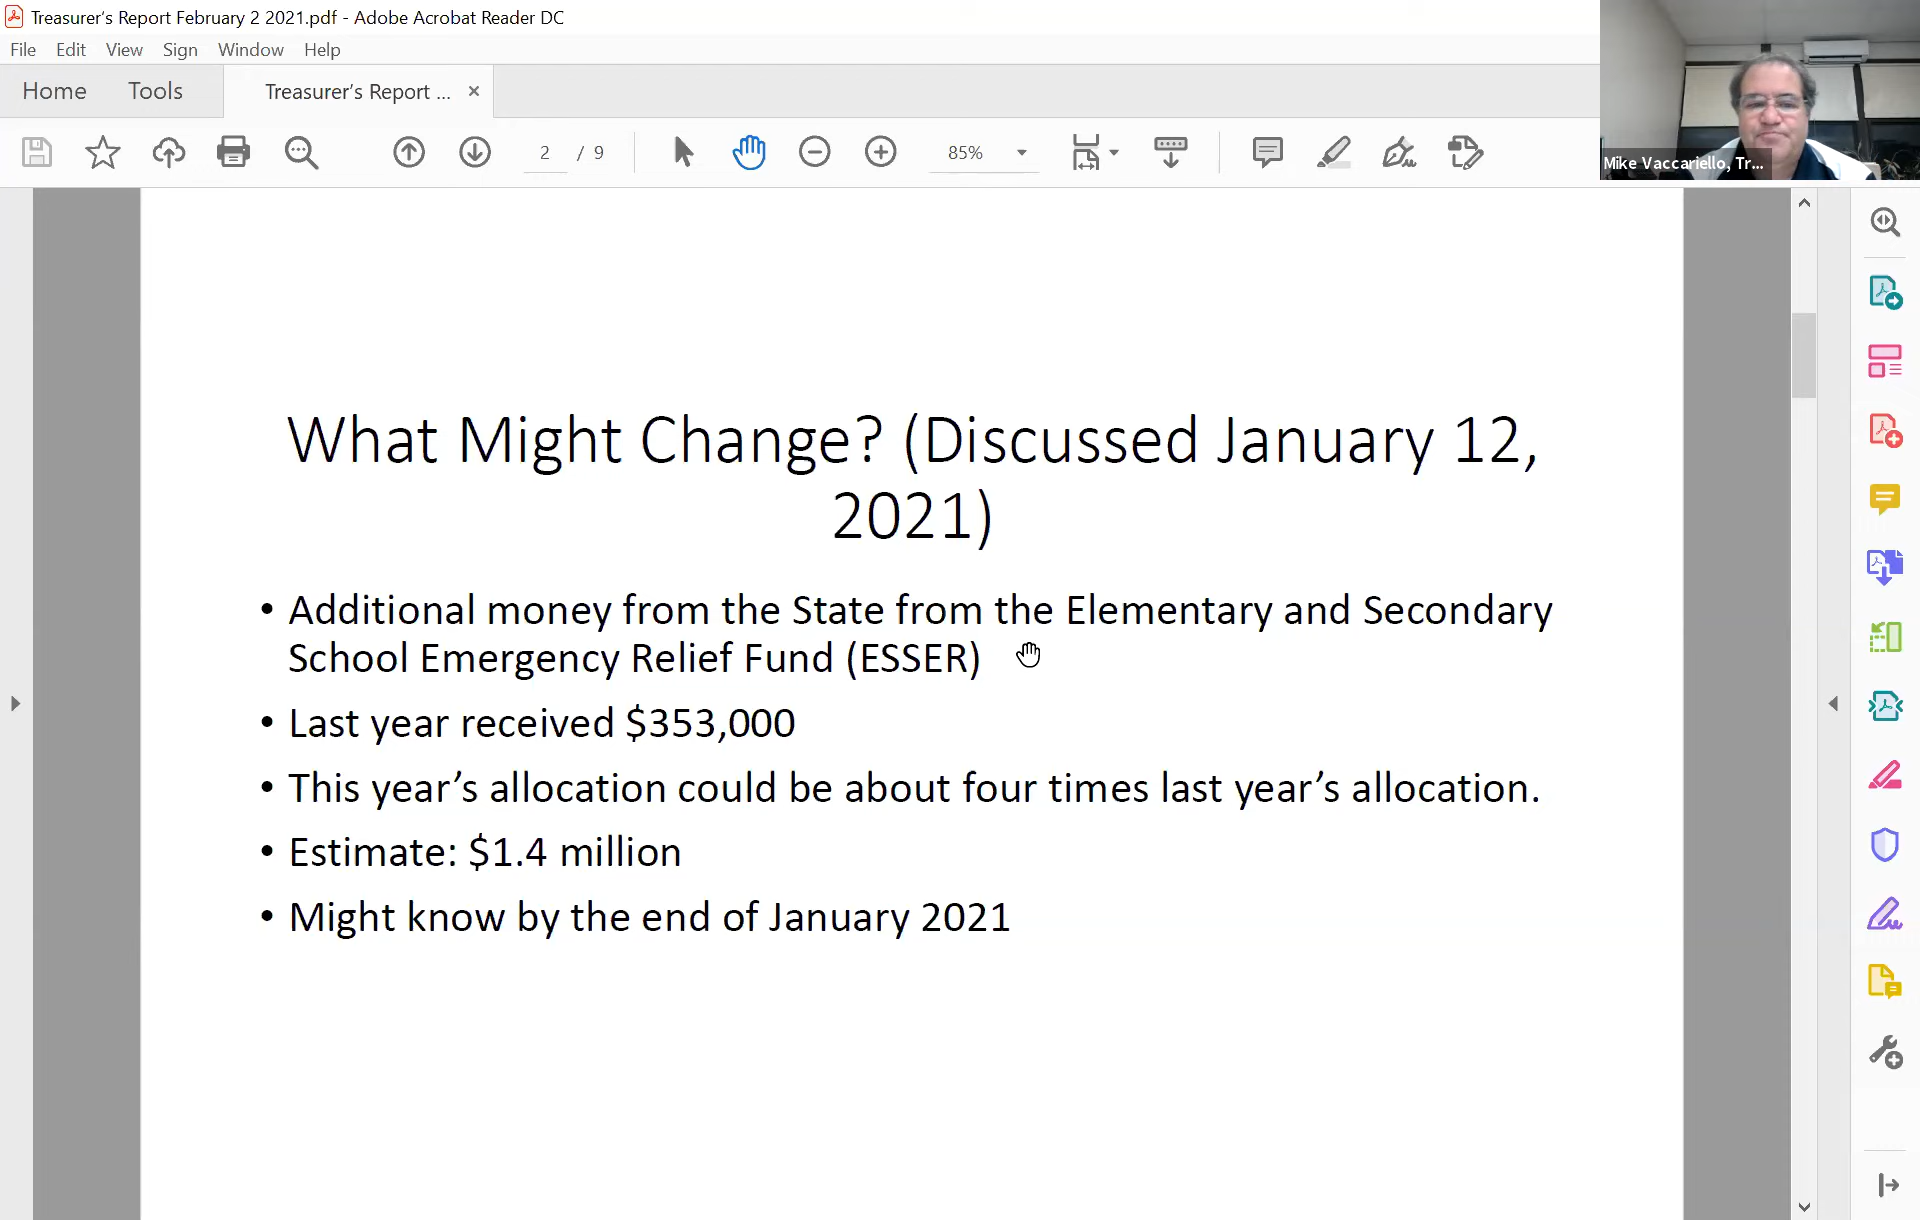 Treasurer's Report February 2 2021.pdf - Adobe Acrobat Reader DC
File Edit View Sign Window Help
Home Tools Treasurer's Report ... ×
2 / 9 85%
Mike Vaccariello, Tr...
What Might Change? (Discussed January 12,
2021)
• Additional money from the State from the Elementary and Secondary
School Emergency Relief Fund (ESSER)
• Last year received $353,000
• This year’s allocation could be about four times last year’s allocation.
• Estimate: $1.4 million
• Might know by the end of January 2021